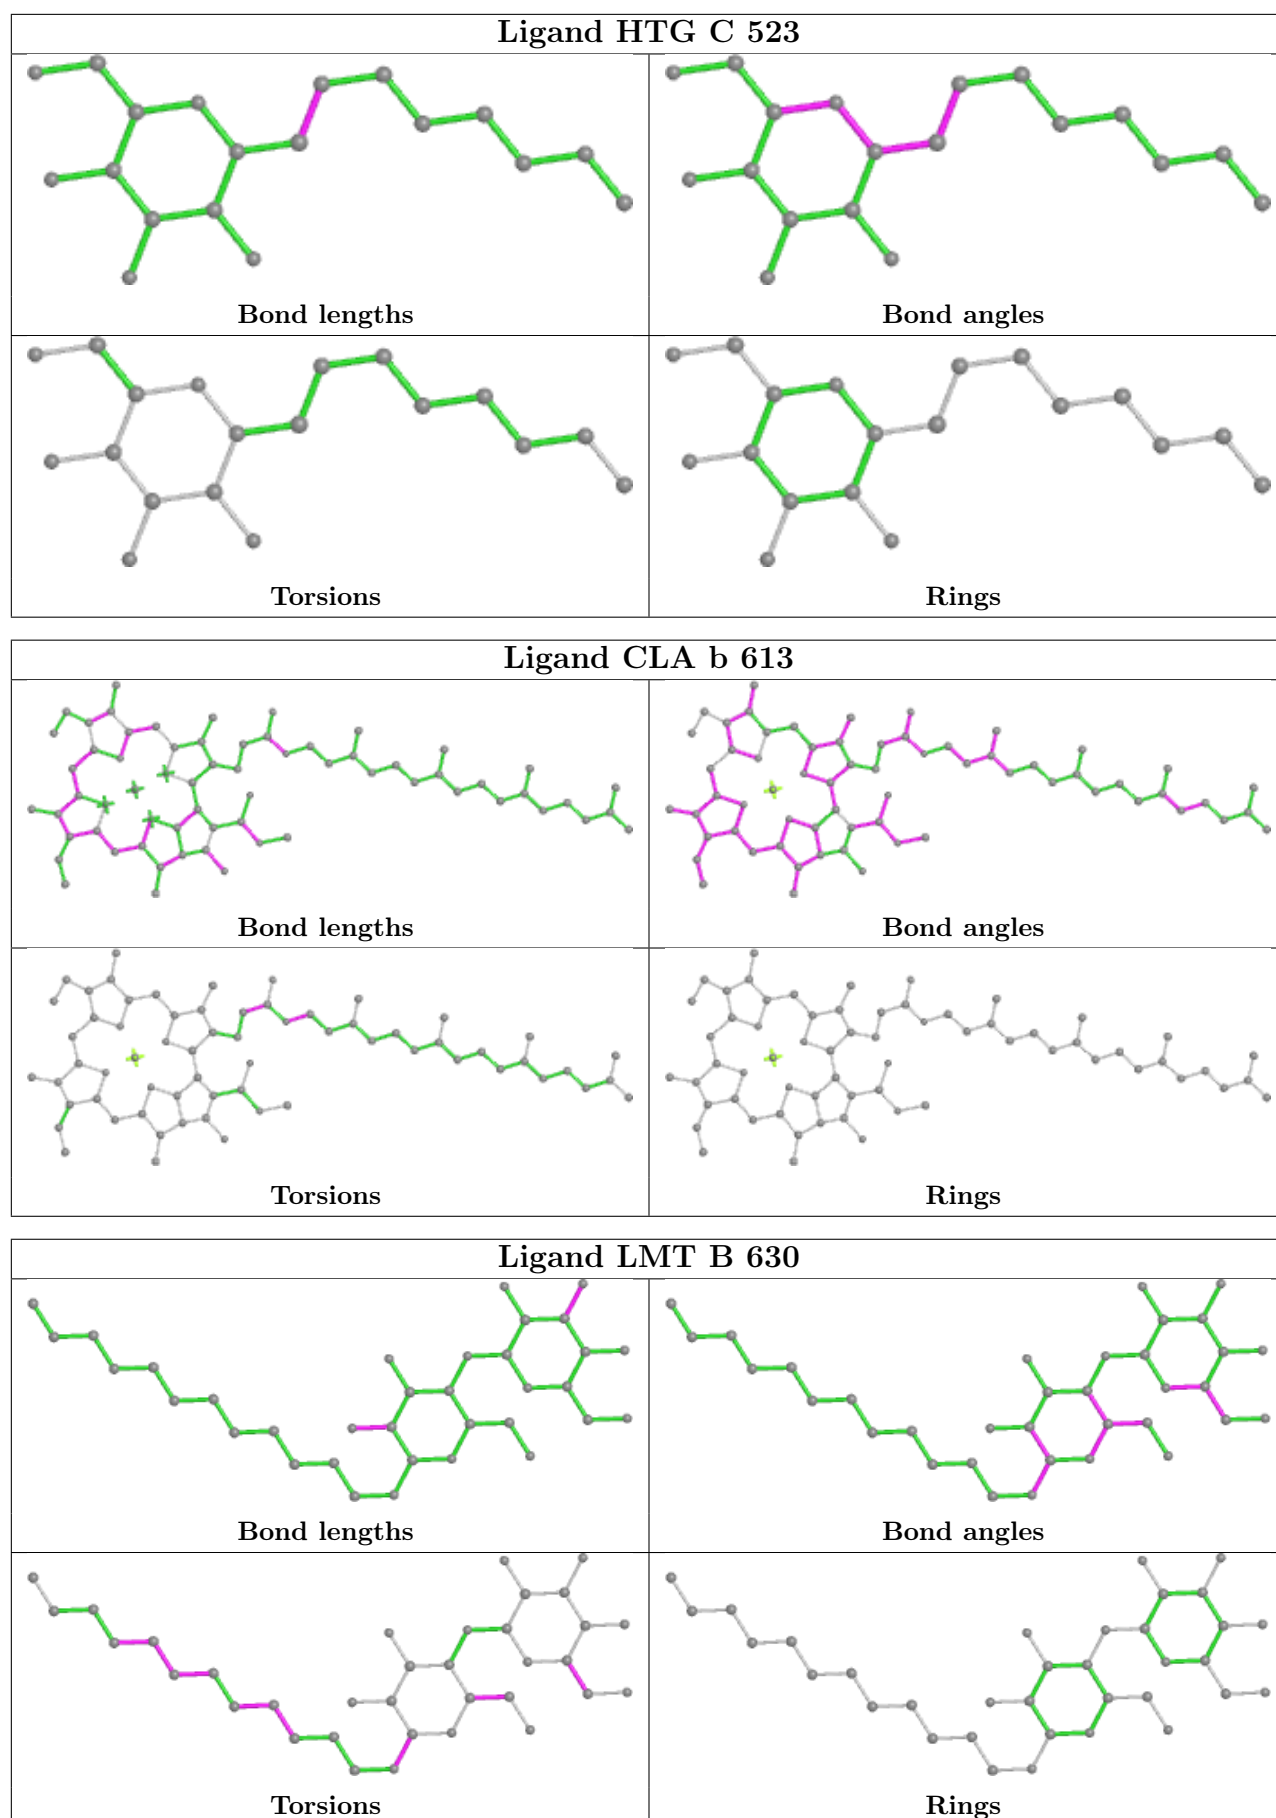 Ligand HTG C 523
Bond lengths
Bond angles
Torsions
Rings
Ligand CLA b 613
Bond lengths
Bond angles
Torsions
Rings
Ligand LMT B 630
Bond lengths
Bond angles
Torsions
Rings